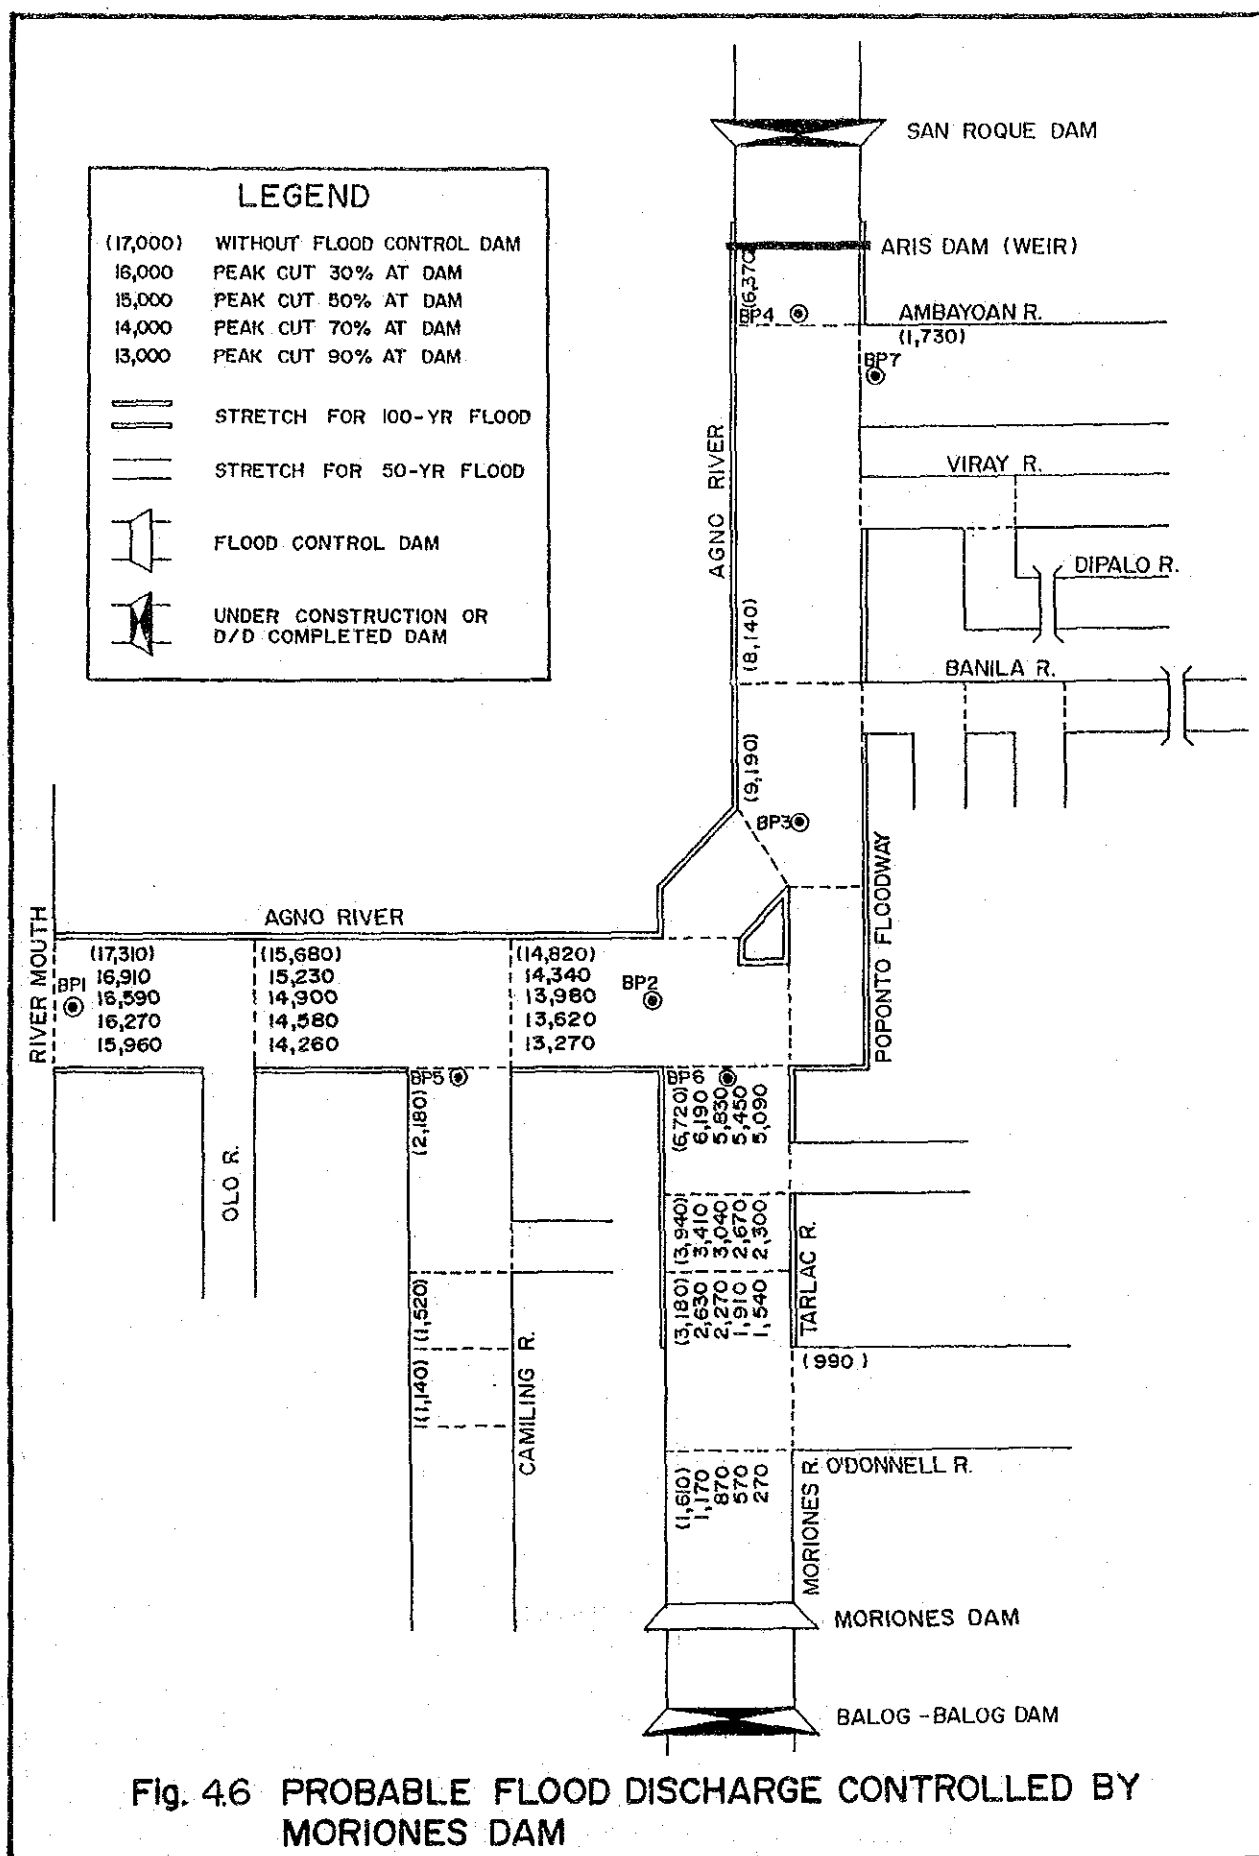 SAN ROQUE DAM
LEGEND
(17,000) WITHOUT FLOOD CONTROL DAM
16,000 PEAK CUT 30% AT DAM
15,000 PEAK CUT 50% AT DAM
14,000 PEAK CUT 70% AT DAM
13,000 PEAK CUT 90% AT DAM
STRETCH FOR 100-YR FLOOD
STRETCH FOR 50-YR FLOOD
FLOOD CONTROL DAM
UNDER CONSTRUCTION OR
D/D COMPLETED DAM
ARIS DAM (WEIR)
(6,370)
BP4
AMBAYOAN R.
(1,730)
BP7
AGNO RIVER
VIRAY R.
DIPALO R.
(8,140)
BANILA R.
(9,190)
BP3
POPONTO FLOODWAY
AGNO RIVER
RIVER MOUTH
BP1
(17,310)
16,910
16,590
16,270
15,960
(15,680)
15,230
14,900
14,580
14,260
(14,820)
14,340
13,980
13,620
13,270
BP2
BP5
(2,180)
BP6
(6,720)
6,190
5,830
5,450
5,090
OLO R.
(3,940)
3,410
3,040
2,670
2,300
(3,180)
2,630
2,270
1,910
1,540
TARLAC R.
(1,520)
(1,140)
CAMILING R.
(990)
O'DONNELL R.
(1,610)
1,170
870
570
270
MORIONES R.
MORIONES DAM
BALOG-BALOG DAM
Fig. 4.6 PROBABLE FLOOD DISCHARGE CONTROLLED BY
MORIONES DAM